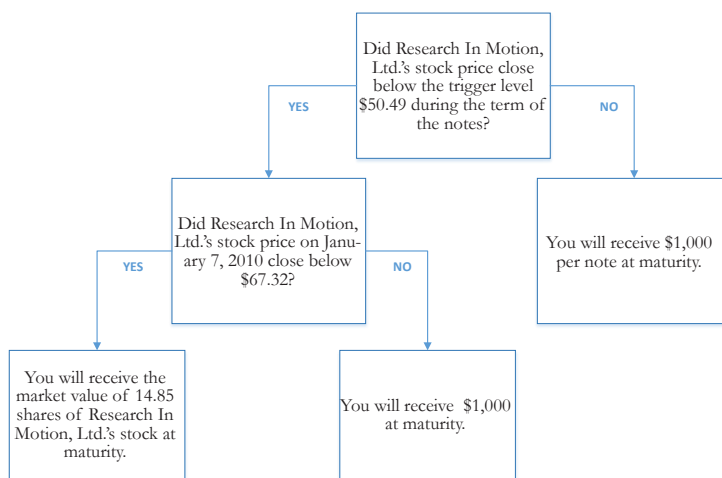 Did Research In Motion,
Ltd.'s stock price close
below the trigger level
$50.49 during the term of
the notes?
YES
NO
Did Research In Motion,
Ltd.'s stock price on Janu-
ary 7, 2010 close below
$67.32?
You will receive $1,000
per note at maturity.
YES
NO
You will receive the
market value of 14.85
shares of Research In
Motion, Ltd.'s stock at
maturity.
You will receive $1,000
at maturity.